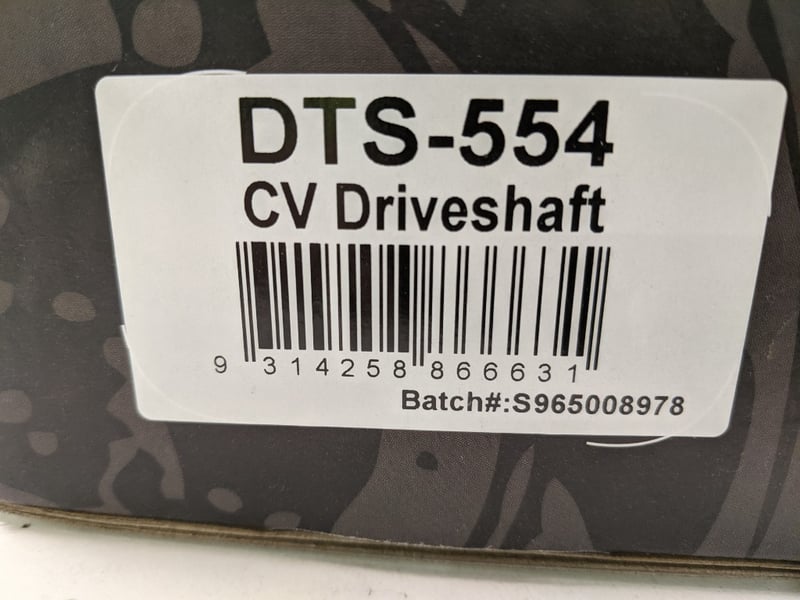 DTS-554
CV Driveshaft
9 314258 866631
Batch#:S965008978